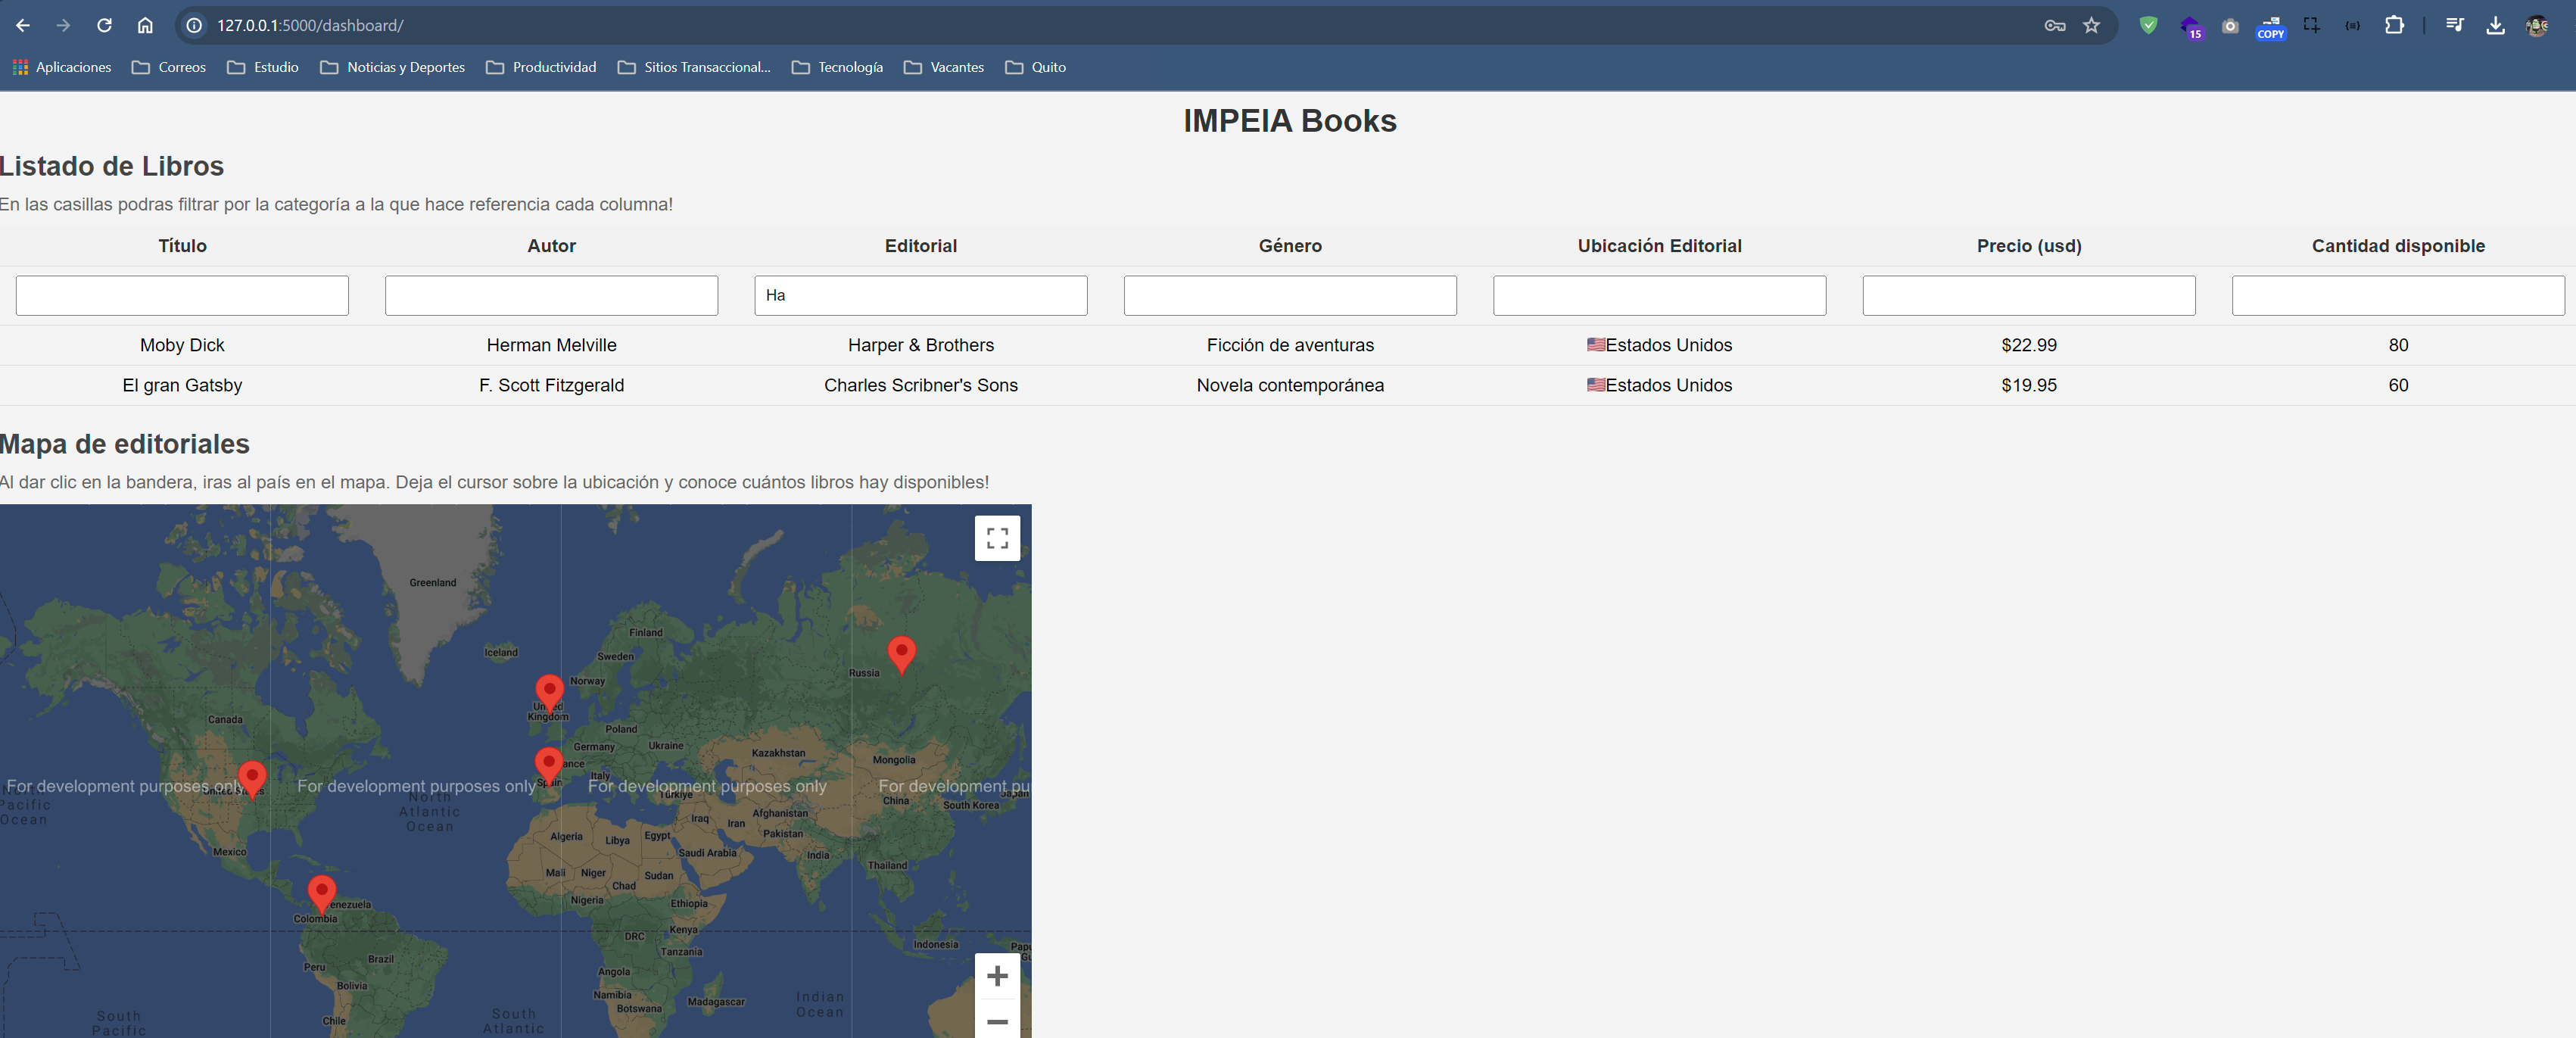 127.0.0.1:5000/dashboard/
15
COPY
Aplicaciones
Correos
Estudio
Noticias y Deportes
Productividad
Sitios Transaccional...
Tecnología
Vacantes
Quito
IMPEIA Books
Listado de Libros
En las casillas podras filtrar por la categoría a la que hace referencia cada columna!
Título Autor Editorial Género Ubicación Editorial Precio (usd) Cantidad disponible
Ha
Moby Dick Herman Melville Harper & Brothers Ficción de aventuras Estados Unidos $22.99 80
El gran Gatsby F. Scott Fitzgerald Charles Scribner's Sons Novela contemporánea Estados Unidos $19.95 60
Mapa de editoriales
Al dar clic en la bandera, iras al país en el mapa. Deja el cursor sobre la ubicación y conoce cuántos libros hay disponibles!
Greenland
Finland
Iceland
Sweden
Russia
Norway
United Kingdom
Canada
Poland
Germany
Ukraine
Kazakhstan
Mongolia
Italy
Spain
For development purposes only
For development purposes only
For development purposes only
For development pu
Türkiye
China
Japan
South Korea
Pacific
Ocean
North
Atlantic
Ocean
Afghanistan
Iraq
Iran
Pakistan
Algeria
Libya
Egypt
Saudi Arabia
India
Thailand
Mexico
Mali
Niger
Chad
Sudan
Nigeria
Ethiopia
enezuela
Colombia
DRC
Kenya
Tanzania
Indonesia
Brazil
Peru
Angola
Bolivia
Namibia
Botswana
Madagascar
Indian
Ocean
Chile
South
Pacific
South
Atlantic